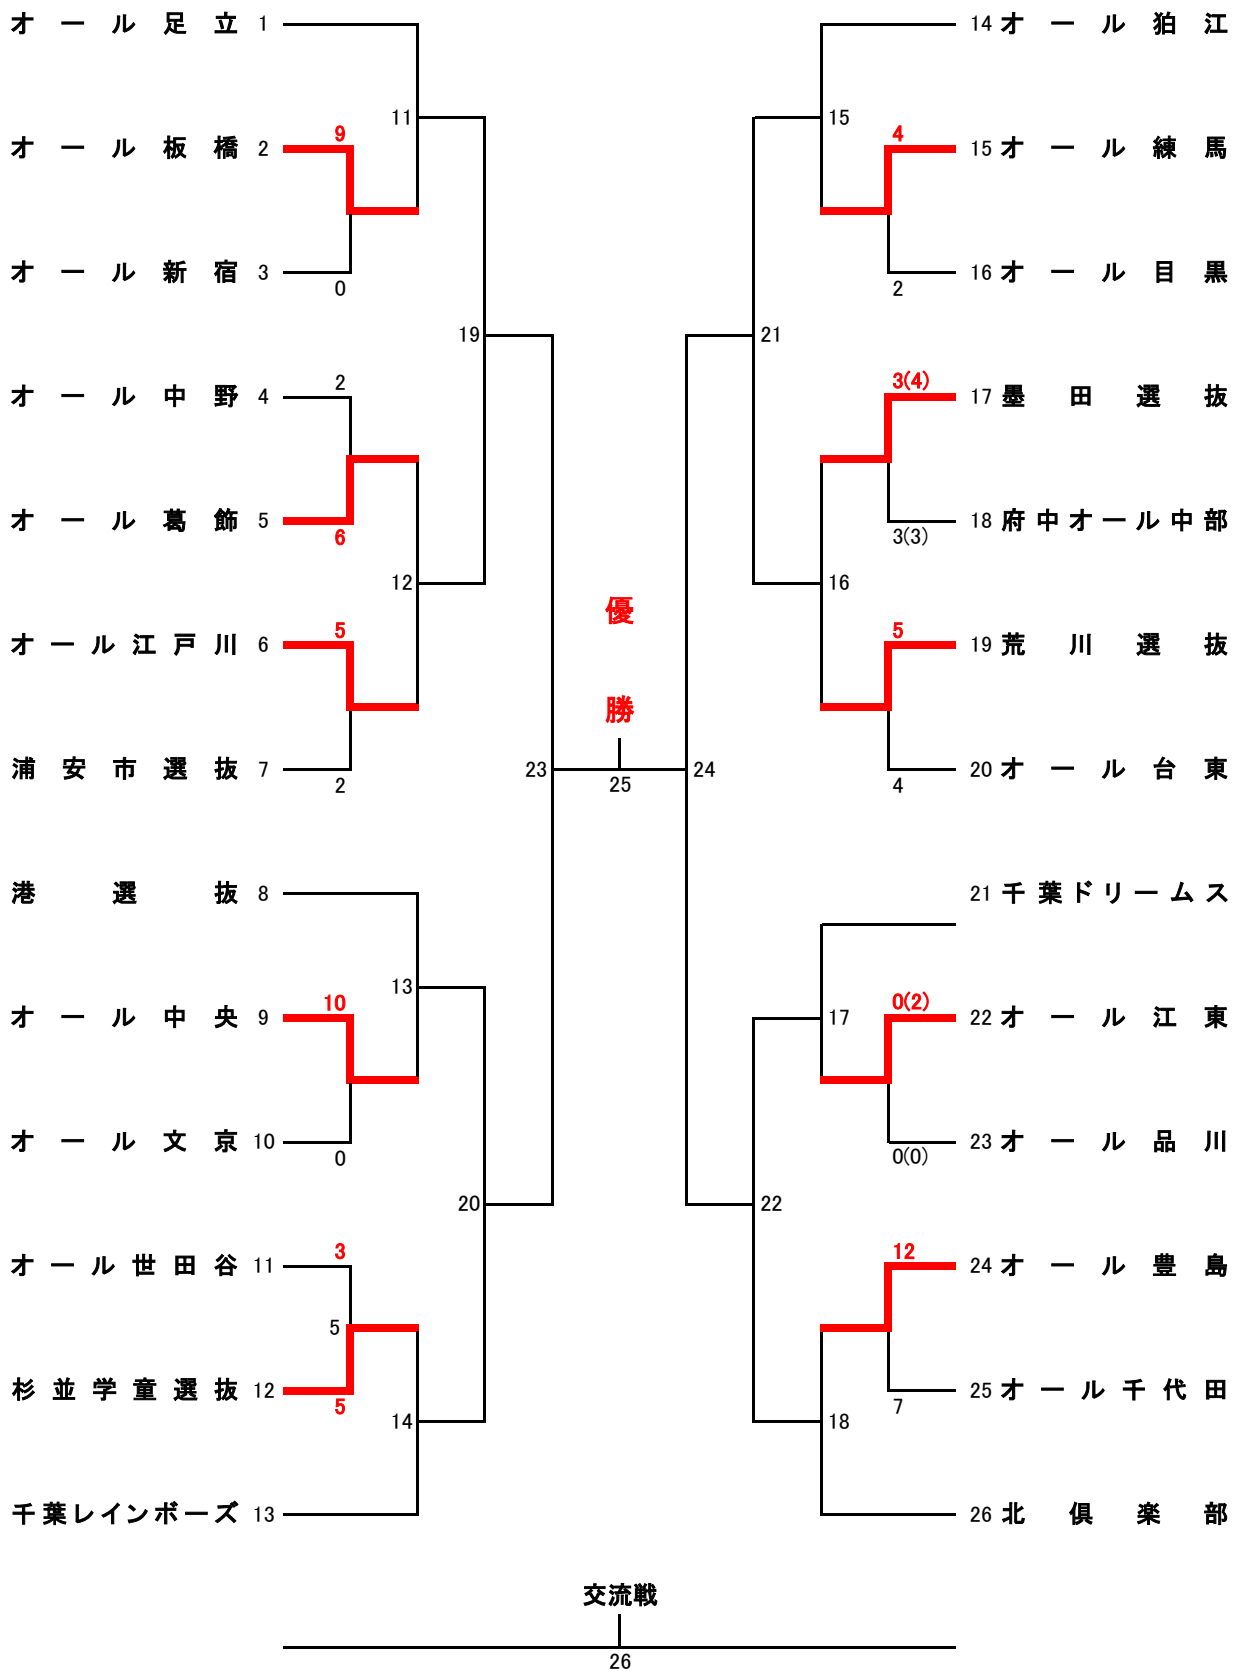 オール足立 1
11
オール板橋 2
9
オール新宿 3
0
19
オール中野 4
2
オール葛飾 5
6
12
オール江戸川 6
5
浦安市選抜 7
2
23
港選抜 8
13
オール中央 9
10
オール文京 10
0
20
オール世田谷 11
3
5
杉並学童選抜 12
5
14
千葉レインボーズ 13
優勝
25
14 オール狛江
15
4
15 オール練馬
16 オール目黒
2
21
3(4)
17 墨田選抜
18 府中オール中部
3(3)
16
5
19 荒川選抜
20 オール台東
4
24
21 千葉ドリームス
17
0(2)
22 オール江東
23 オール品川
0(0)
22
12
24 オール豊島
25 オール千代田
7
18
26 北倶楽部
交流戦
26